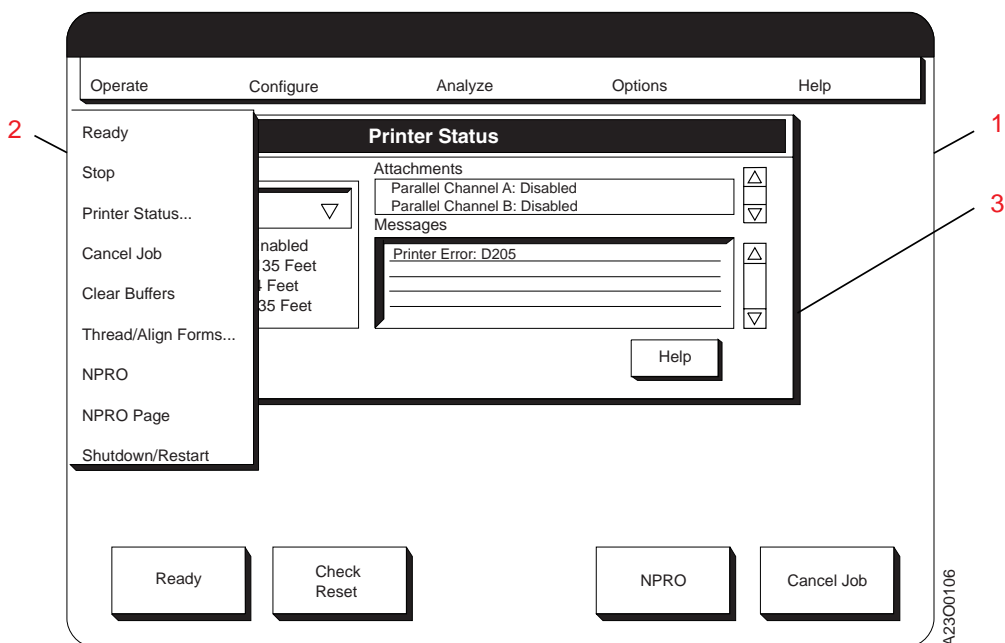 Operate Configure Analyze Options Help
1
2
3
Ready
Stop
Printer Status...
Cancel Job
Clear Buffers
Thread/Align Forms...
NPRO
NPRO Page
Shutdown/Restart
Printer Status
Attachments
Parallel Channel A: Disabled
Parallel Channel B: Disabled
Messages
Printer Error: D205
nabled
35 Feet
Feet
35 Feet
Help
Ready
Check
Reset
NPRO
Cancel Job
A23O0106